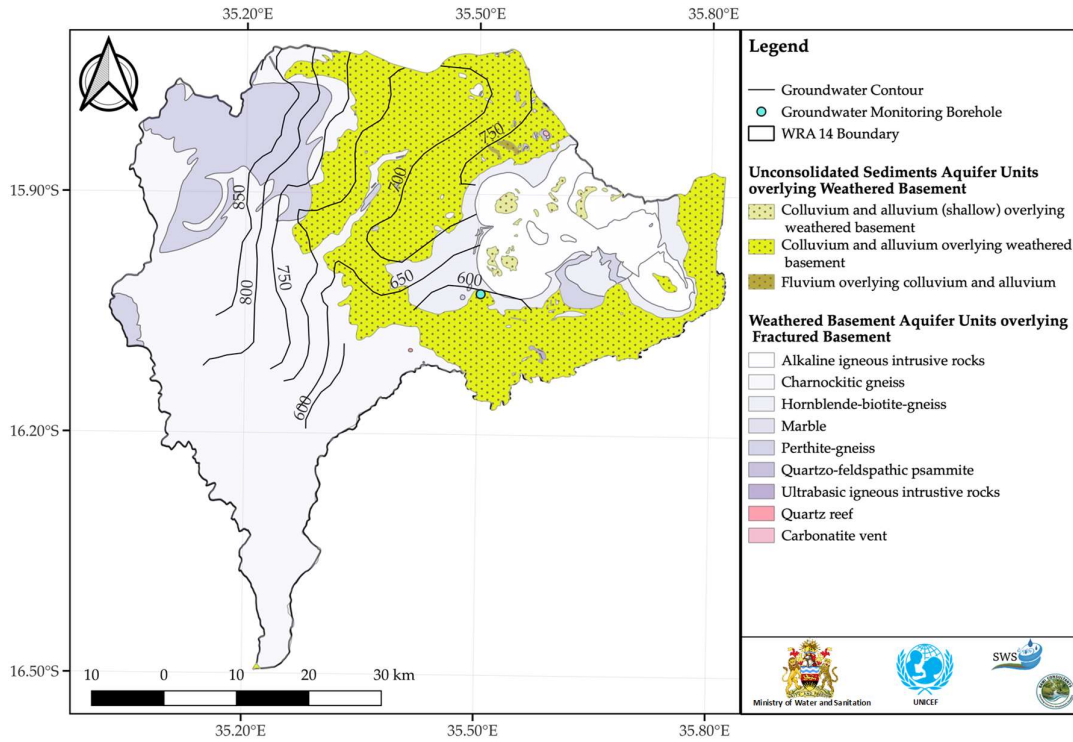 35.20°E
35.50°E
35.80°E
15.90°S
16.20°S
16.50°S
850
800
750
600
700
650
750
600
10 0 10 20 30 km
35.20°E
35.50°E
35.80°E
Legend
Groundwater Contour
Groundwater Monitoring Borehole
WRA 14 Boundary
Unconsolidated Sediments Aquifer Units
overlying Weathered Basement
Colluvium and alluvium (shallow) overlying
weathered basement
Colluvium and alluvium overlying weathered
basement
Fluvium overlying colluvium and alluvium
Weathered Basement Aquifer Units overlying
Fractured Basement
Alkaline igneous intrusive rocks
Charnockitic gneiss
Hornblende-biotite-gneiss
Marble
Perthite-gneiss
Quartzo-feldspathic psammite
Ultrabasic igneous intrustive rocks
Quartz reef
Carbonatite vent
Ministry of Water and Sanitation
UNICEF
SWS